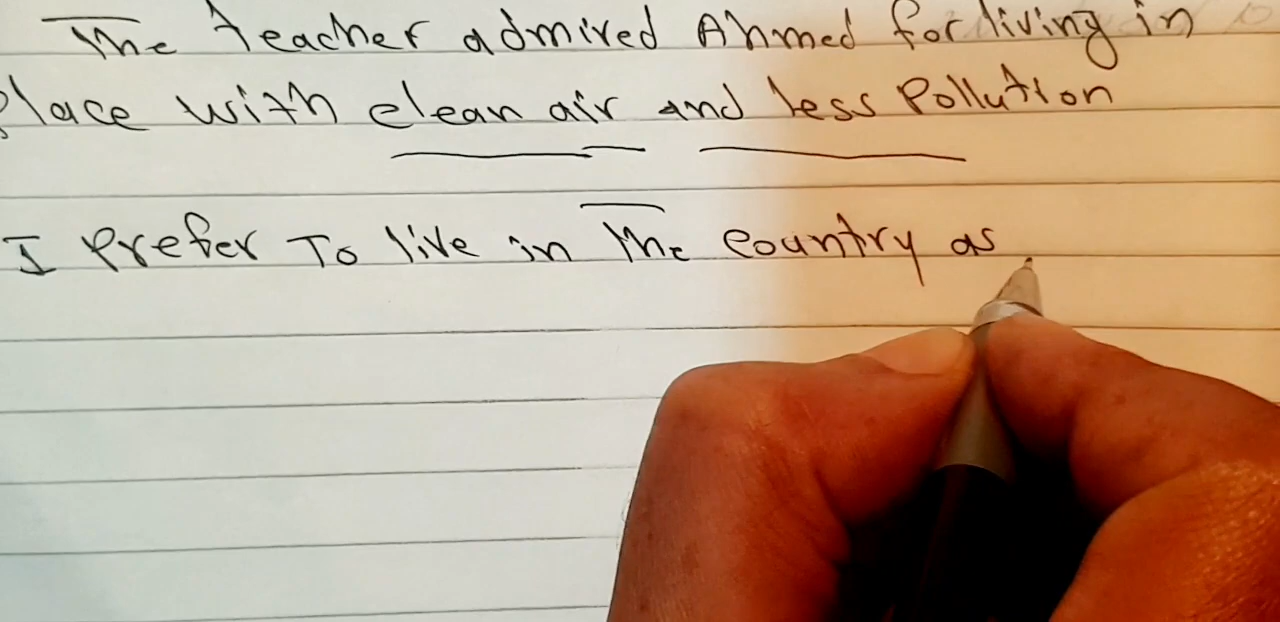 The teacher admired Ahmed for living in
Place with clean air and less Pollution
I Prefer To live in The Country as